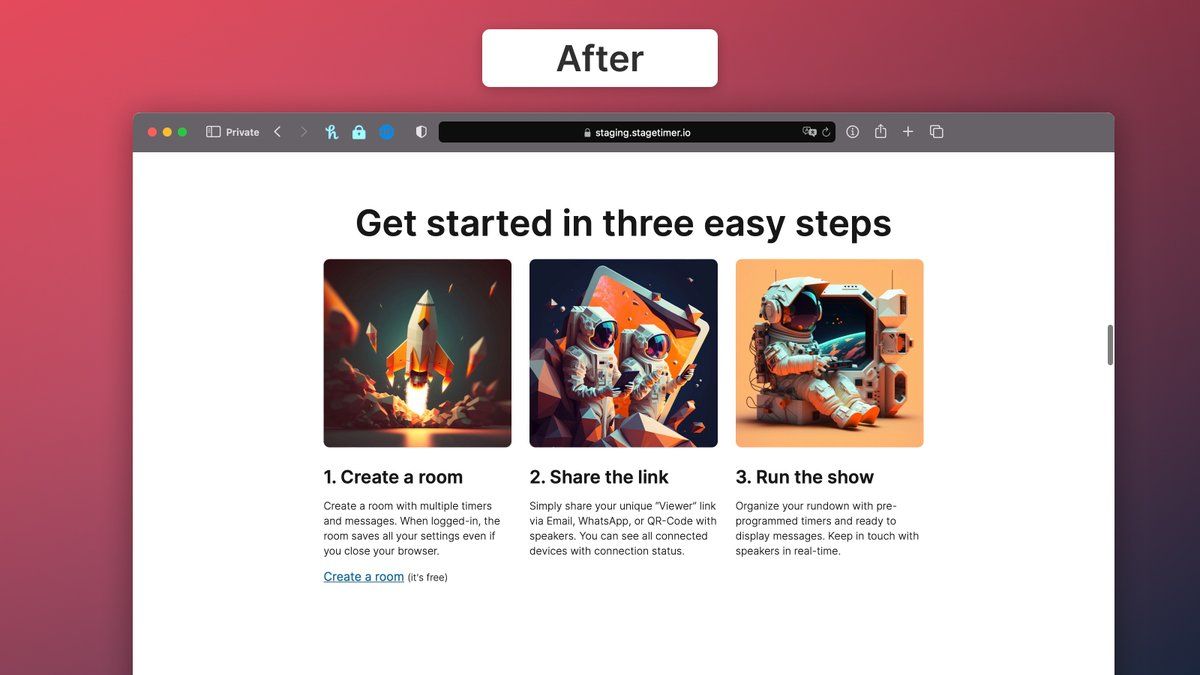 After
Private
staging.stagetimer.io
Get started in three easy steps
1. Create a room
Create a room with multiple timers
and messages. When logged-in, the
room saves all your settings even if
you close your browser.
Create a room (it's free)
2. Share the link
Simply share your unique “Viewer” link
via Email, WhatsApp, or QR-Code with
speakers. You can see all connected
devices with connection status.
3. Run the show
Organize your rundown with pre-
programmed timers and ready to
display messages. Keep in touch with
speakers in real-time.